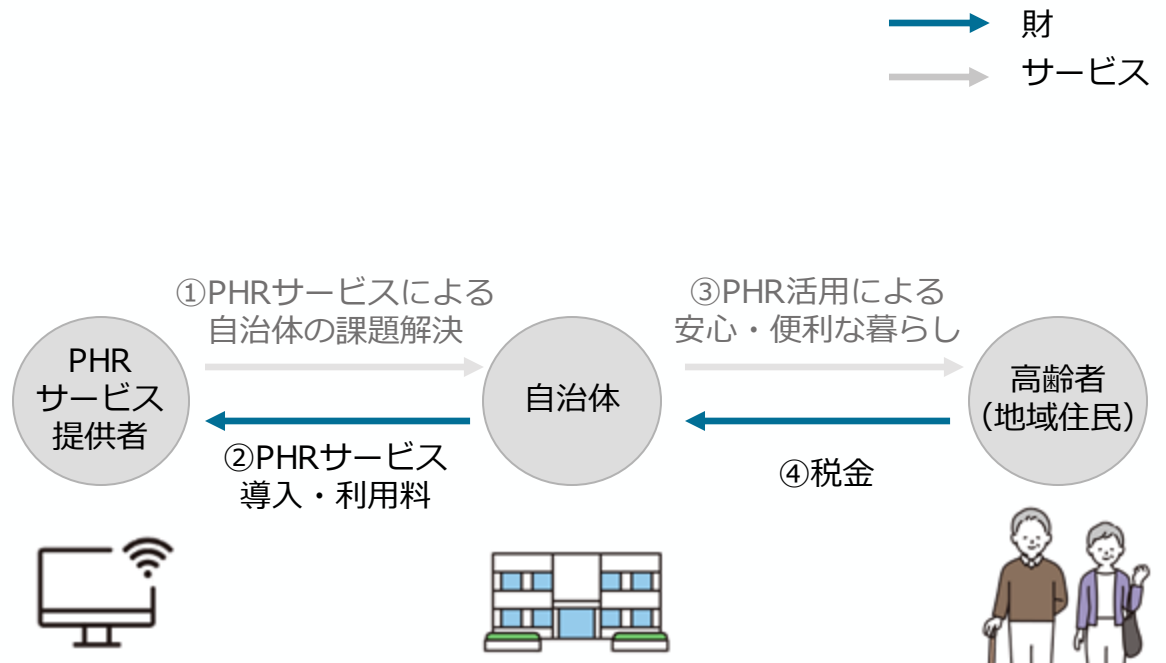 財
サービス
①PHRサービスによる
自治体の課題解決
③PHR活用による
安心・便利な暮らし
PHR
サービス
提供者
自治体
高齢者
(地域住民)
②PHRサービス
導入・利用料
④税金